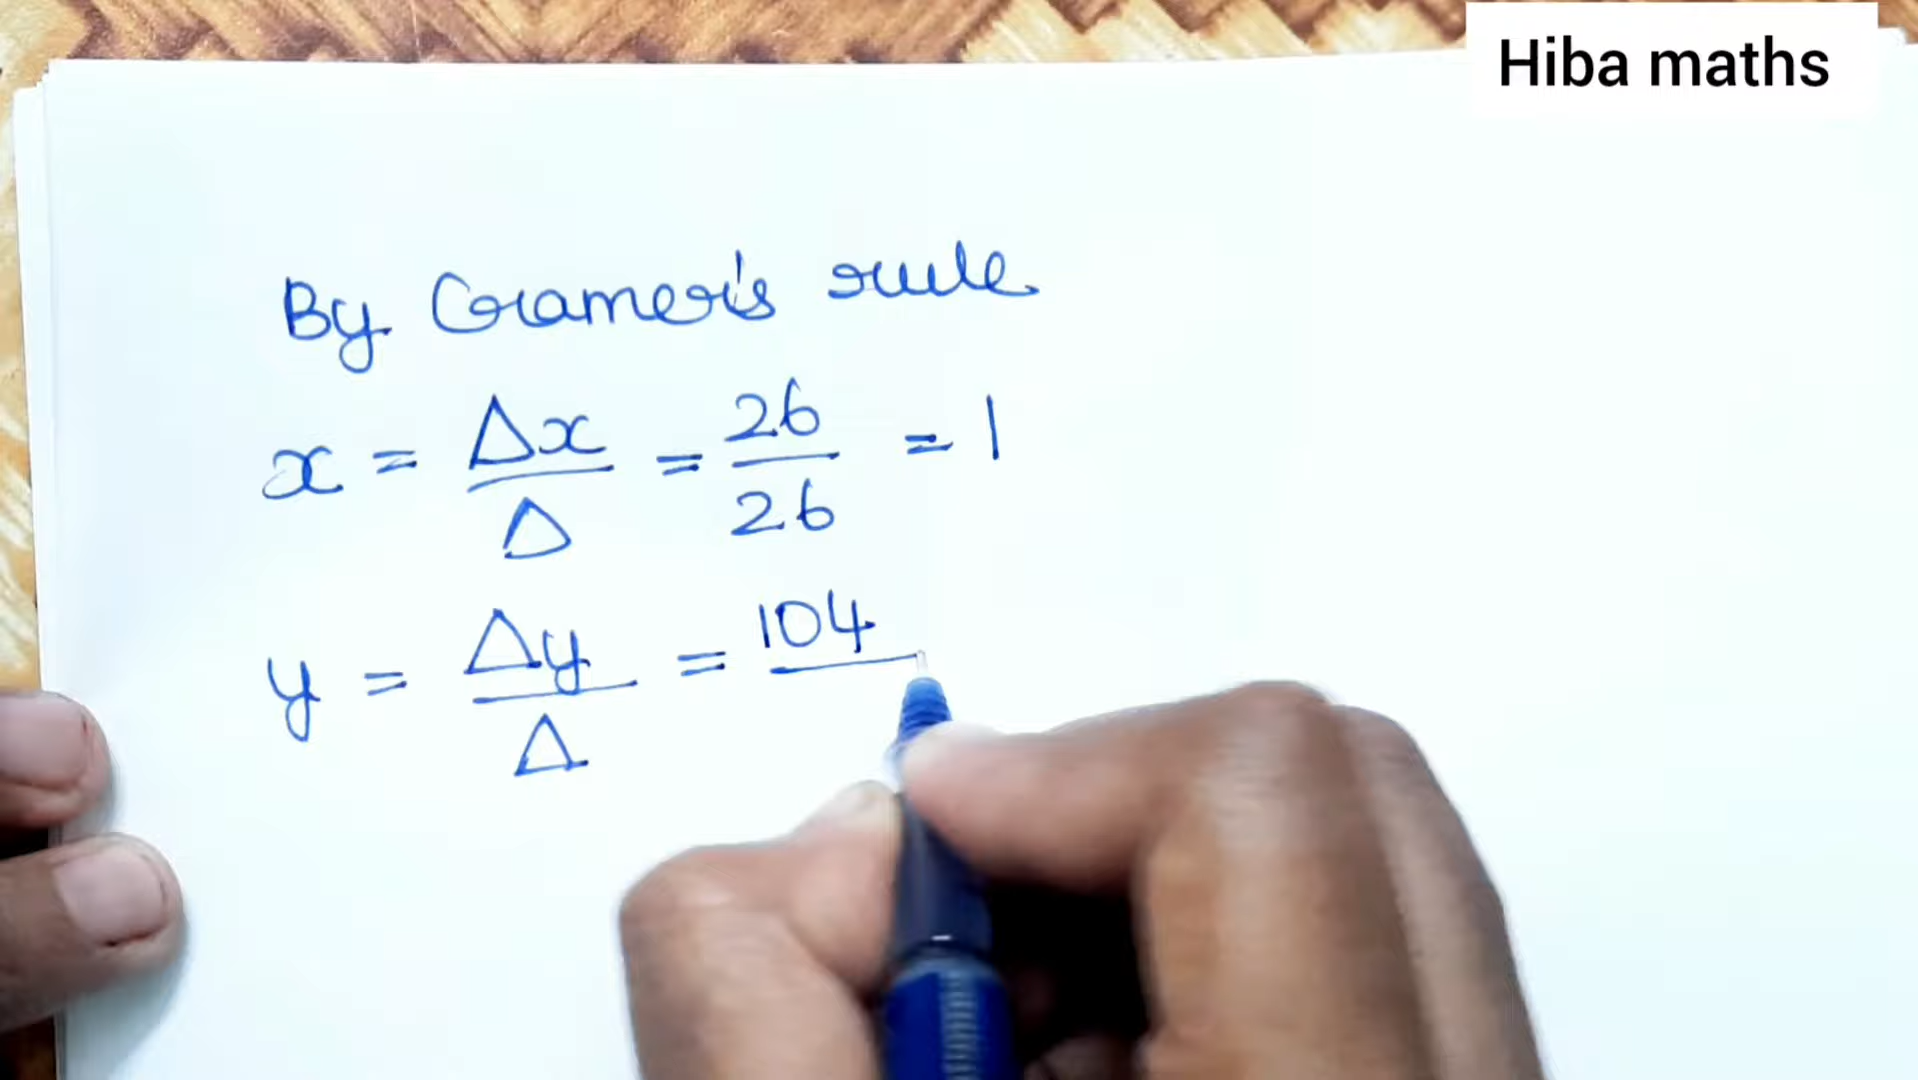 Hiba maths
By Cramer's rule
x = Δx/Δ = 26/26 = 1
y = Δy/Δ = 104